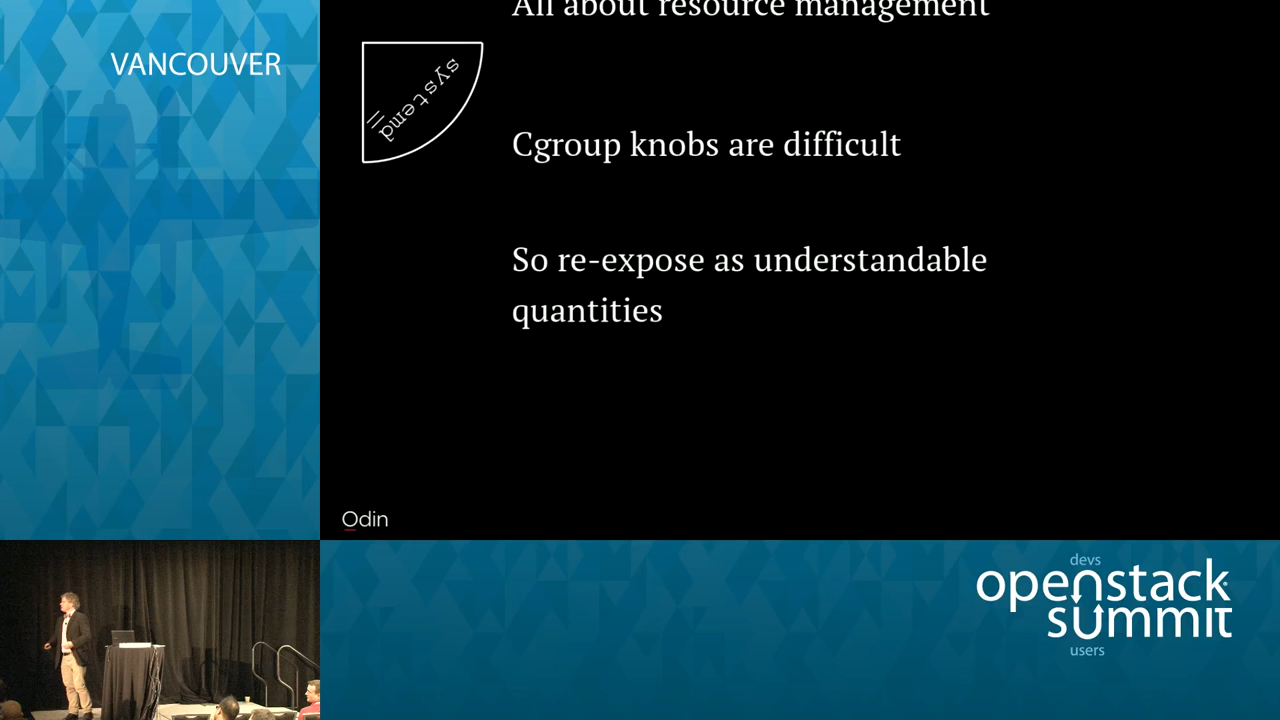 VANCOUVER
All about resource management
systemd
Cgroup knobs are difficult
So re-expose as understandable
quantities
Odin
devs
openstack
summit
users